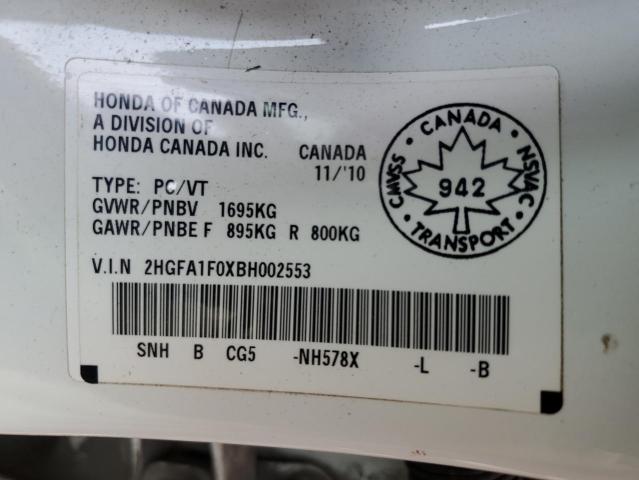 HONDA OF CANADA MFG.,
A DIVISION OF
HONDA CANADA INC. CANADA
11/'10
TYPE: PC/VT
GVWR/PNBV 1695KG
GAWR/PNBE F 895KG R 800KG
V.I.N 2HGFA1F0XBH002553
SNH B CG5 -NH578X -L -B
CANADA
CMVSS
NSVAC
942
TRANSPORT